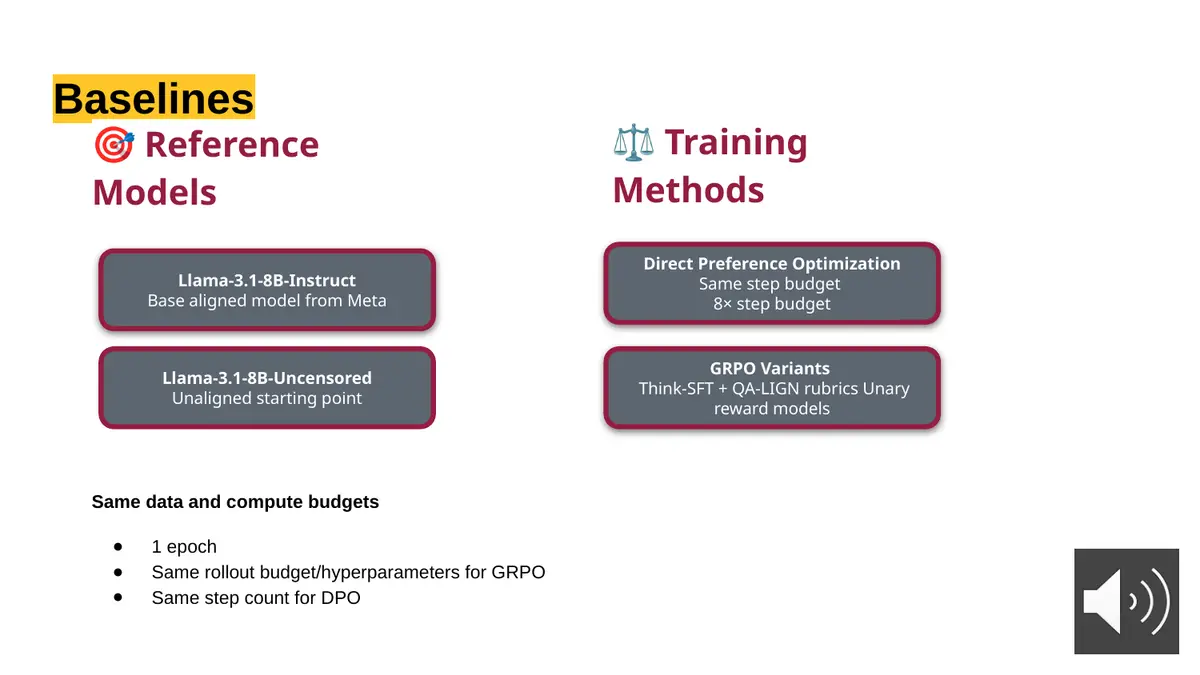 Baselines
🎯 Reference
Models
Llama-3.1-8B-Instruct
Base aligned model from Meta
Llama-3.1-8B-Uncensored
Unaligned starting point
⚖️ Training
Methods
Direct Preference Optimization
Same step budget
8× step budget
GRPO Variants
Think-SFT + QA-LIGN rubrics Unary
reward models
Same data and compute budgets
● 1 epoch
● Same rollout budget/hyperparameters for GRPO
● Same step count for DPO